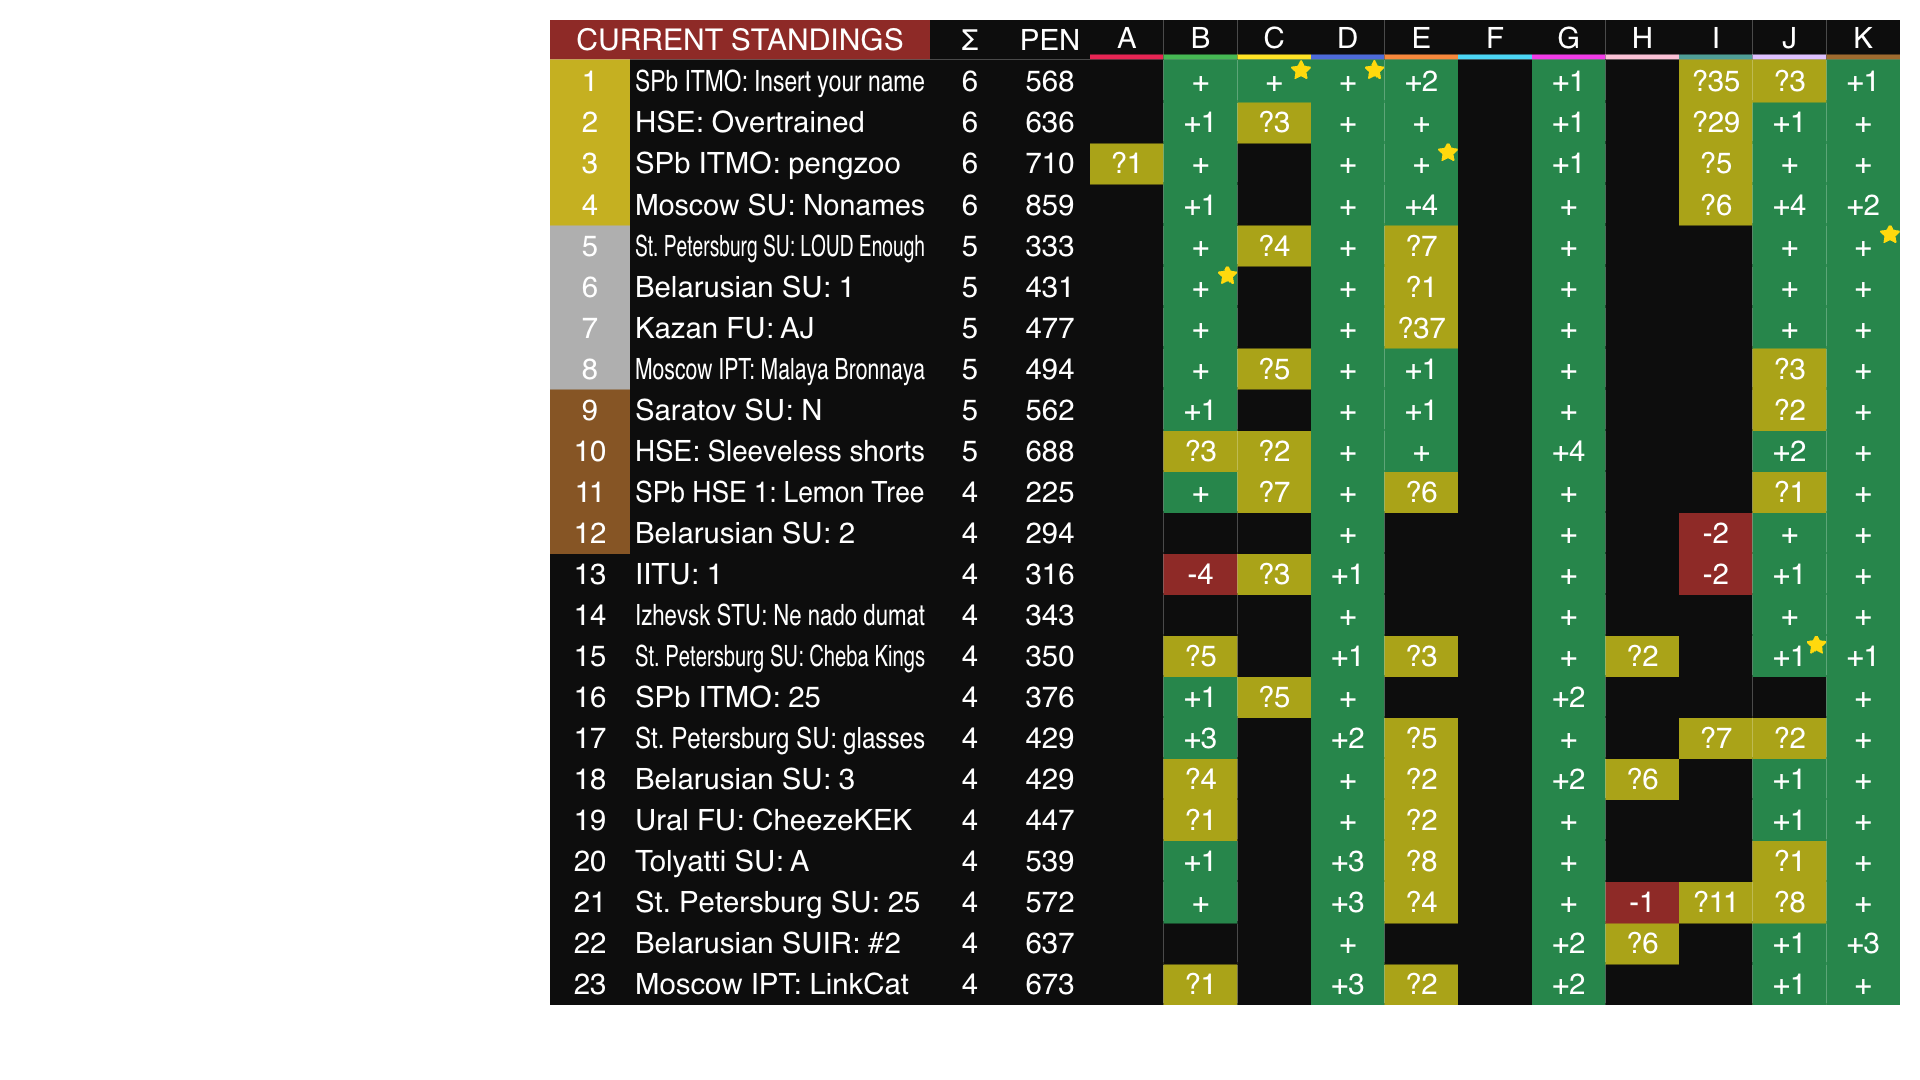 CURRENT STANDINGS Σ PEN A B C D E F G H I J K
1 SPb ITMO: Insert your name 6 568 + + + +2 +1 ?35 ?3 +1
2 HSE: Overtrained 6 636 +1 ?3 + + +1 ?29 +1 +
3 SPb ITMO: pengzoo 6 710 ?1 + + + +1 ?5 + +
4 Moscow SU: Nonames 6 859 +1 + +4 + ?6 +4 +2
5 St. Petersburg SU: LOUD Enough 5 333 + ?4 + ?7 + + +
6 Belarusian SU: 1 5 431 + + ?1 + + +
7 Kazan FU: AJ 5 477 + + ?37 + + +
8 Moscow IPT: Malaya Bronnaya 5 494 + ?5 + +1 + ?3 +
9 Saratov SU: N 5 562 +1 + +1 + ?2 +
10 HSE: Sleeveless shorts 5 688 ?3 ?2 + + +4 +2 +
11 SPb HSE 1: Lemon Tree 4 225 + ?7 + ?6 + ?1 +
12 Belarusian SU: 2 4 294 + + -2 + +
13 IITU: 1 4 316 -4 ?3 +1 + -2 +1 +
14 Izhevsk STU: Ne nado dumat 4 343 + + + +
15 St. Petersburg SU: Cheba Kings 4 350 ?5 +1 ?3 + ?2 +1 +1
16 SPb ITMO: 25 4 376 +1 ?5 + +2 +
17 St. Petersburg SU: glasses 4 429 +3 +2 ?5 + ?7 ?2 +
18 Belarusian SU: 3 4 429 ?4 + ?2 +2 ?6 +1 +
19 Ural FU: CheezeKEK 4 447 ?1 + ?2 + +1 +
20 Tolyatti SU: A 4 539 +1 +3 ?8 + ?1 +
21 St. Petersburg SU: 25 4 572 + +3 ?4 + -1 ?11 ?8 +
22 Belarusian SUIR: #2 4 637 + +2 ?6 +1 +3
23 Moscow IPT: LinkCat 4 673 ?1 +3 ?2 +2 +1 +